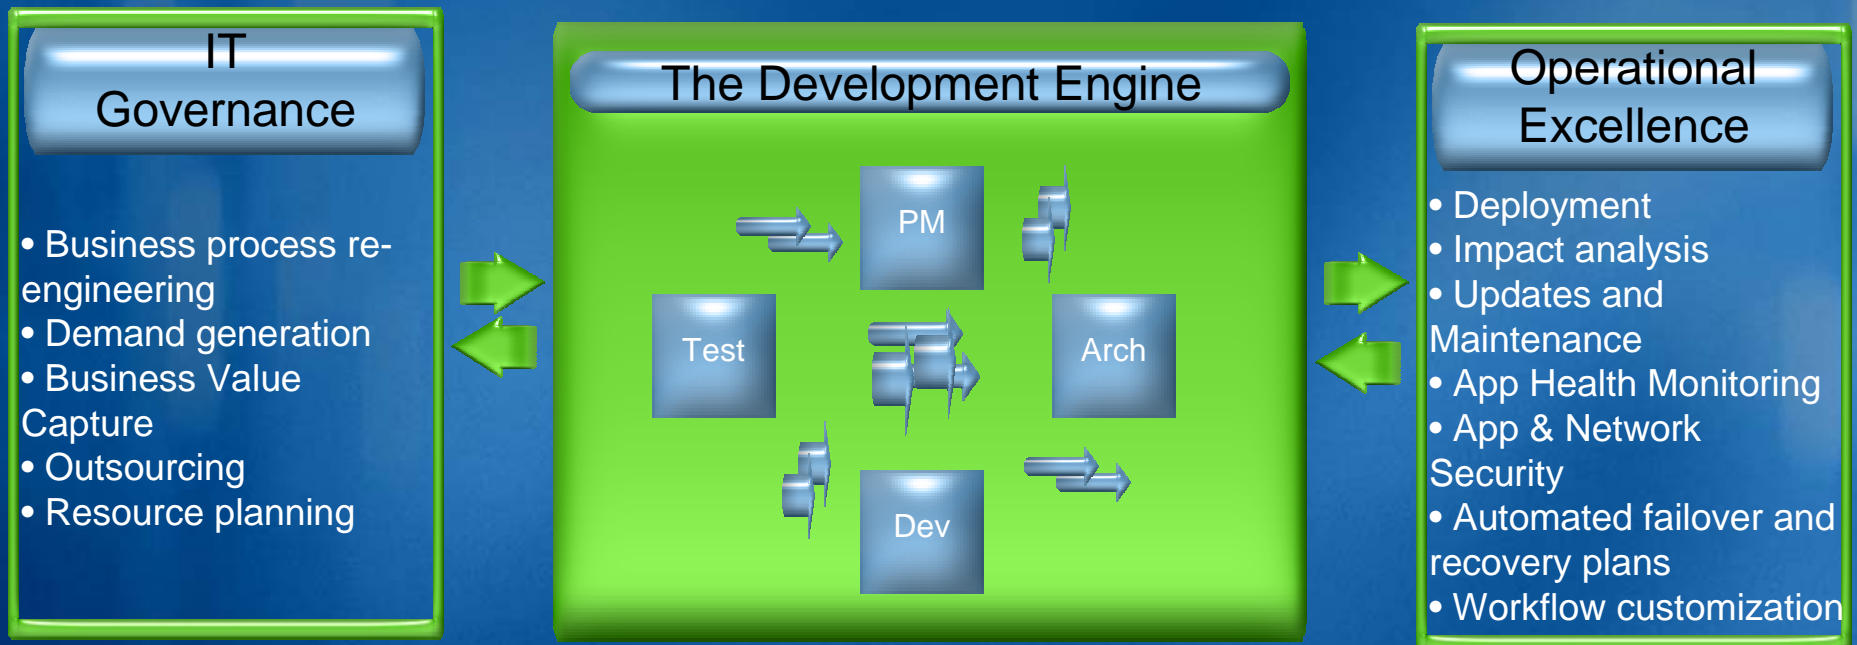 IT
Governance
• Business process re-
engineering
• Demand generation
• Business Value
Capture
• Outsourcing
• Resource planning
The Development Engine
PM
Test
Arch
Dev
Operational
Excellence
• Deployment
• Impact analysis
• Updates and
Maintenance
• App Health Monitoring
• App & Network
Security
• Automated failover and
recovery plans
• Workflow customization